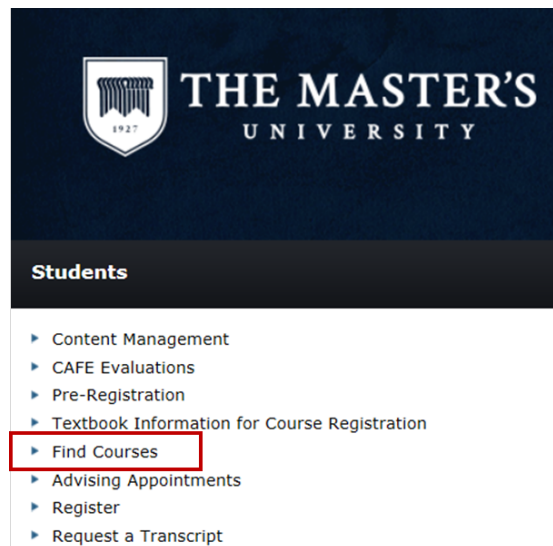 THE MASTER'S
UNIVERSITY
1927
Students
Content Management
CAFE Evaluations
Pre-Registration
Textbook Information for Course Registration
Find Courses
Advising Appointments
Register
Request a Transcript